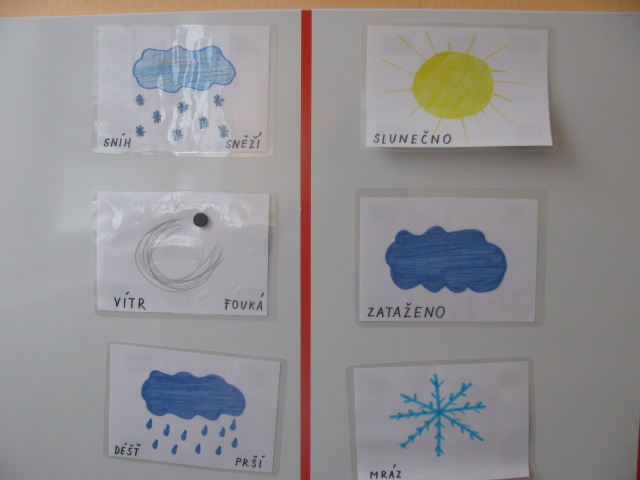 SNÍH SNĚŽÍ
SLUNEČNO
VÍTR FOUKÁ
ZATAŽENO
DÉŠŤ PRŠÍ
MRÁZ